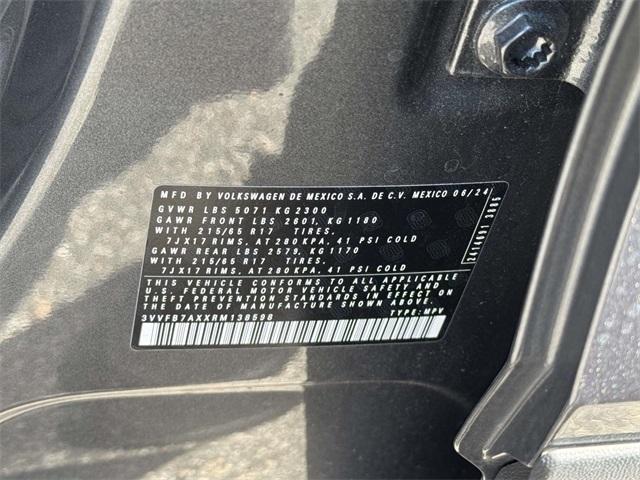 MFD BY VOLKSWAGEN DE MEXICO S.A. DE C.V. MEXICO 06/24
GVWR LBS 5071 KG2300
GAWR FRONT LBS 2601, KG1180
WITH 215/65 R17 TIRES.
7JX17 RIMS, AT 280KPA, 41 PSI COLD
GAWR REAR LBS 2579, KG1170
WITH 215/65 R17 TIRES.
7JX17 RIMS, AT 280KPA, 41 PSI COLD
THIS VEHICLE CONFORMS TO ALL APPLICABLE
U.S. FEDERAL MOTOR VEHICLE SAFETY AND
THEFT PREVENTION STANDARDS IN EFFECT ON
THE DATE OF MANUFACTURE SHOWN ABOVE.
3VVFB7AXXRM138598 TYPE: MPV